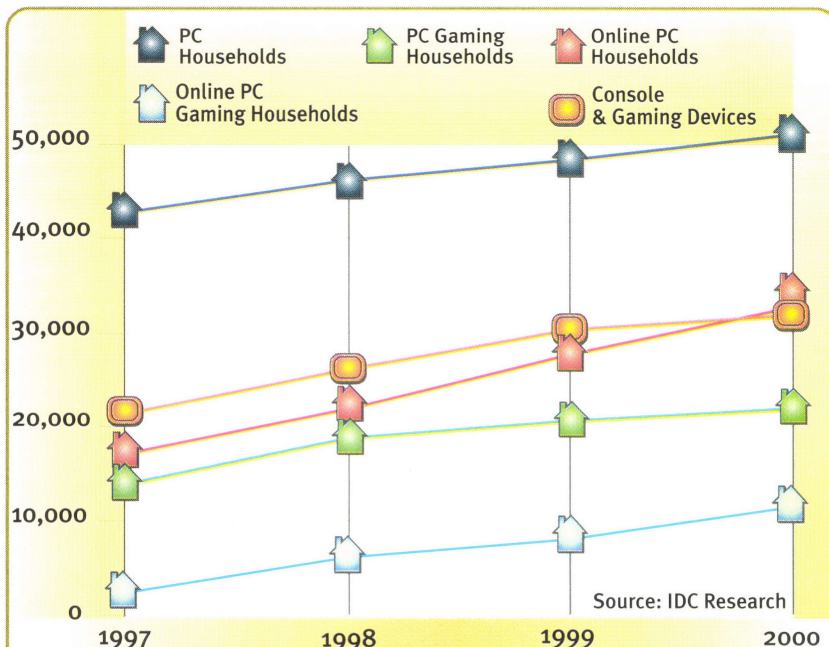 PC
Households
PC Gaming
Households
Online PC
Households
Online PC
Gaming Households
Console
& Gaming Devices
50,000
40,000
30,000
20,000
10,000
0
Source: IDC Research
1997
1998
1999
2000